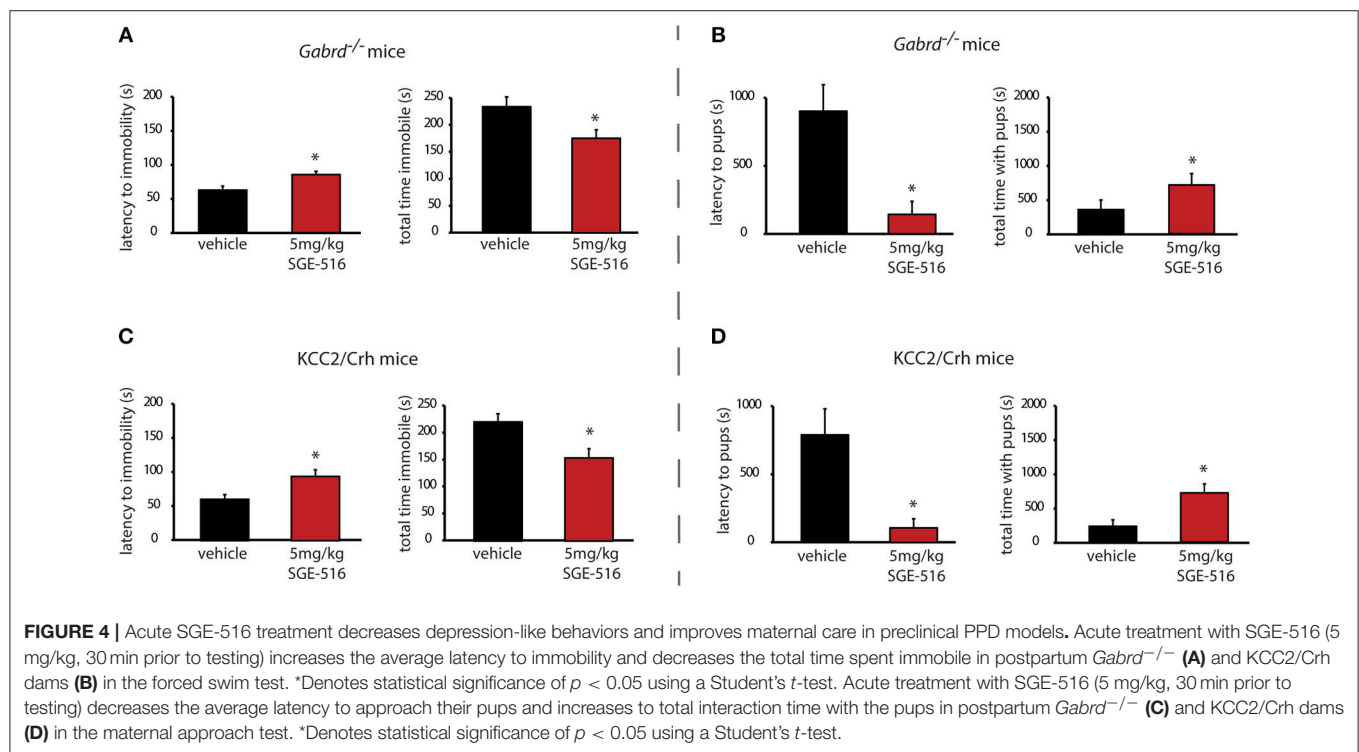 A
Gabrd−/− mice
latency to immobility (s)
200
150
100
50
0
*
vehicle
5mg/kg
SGE-516
total time immobile (s)
250
200
150
100
50
0
*
vehicle
5mg/kg
SGE-516
B
Gabrd−/− mice
latency to pups (s)
1000
500
0
*
vehicle
5mg/kg
SGE-516
total time with pups (s)
2000
1500
1000
500
0
*
vehicle
5mg/kg
SGE-516
C
KCC2/Crh mice
latency to immobility (s)
200
150
100
50
0
*
vehicle
5mg/kg
SGE-516
total time immobile (s)
250
200
150
100
50
0
*
vehicle
5mg/kg
SGE-516
D
KCC2/Crh mice
latency to pups (s)
1000
500
0
*
vehicle
5mg/kg
SGE-516
total time with pups (s)
2000
1500
1000
500
0
*
vehicle
5mg/kg
SGE-516
FIGURE 4 | Acute SGE-516 treatment decreases depression-like behaviors and improves maternal care in preclinical PPD models. Acute treatment with SGE-516 (5
mg/kg, 30 min prior to testing) increases the average latency to immobility and decreases the total time spent immobile in postpartum Gabrd−/− (A) and KCC2/Crh
dams (B) in the forced swim test. *Denotes statistical significance of p < 0.05 using a Student's t-test. Acute treatment with SGE-516 (5 mg/kg, 30 min prior to
testing) decreases the average latency to approach their pups and increases to total interaction time with the pups in postpartum Gabrd−/− (C) and KCC2/Crh dams
(D) in the maternal approach test. *Denotes statistical significance of p < 0.05 using a Student's t-test.